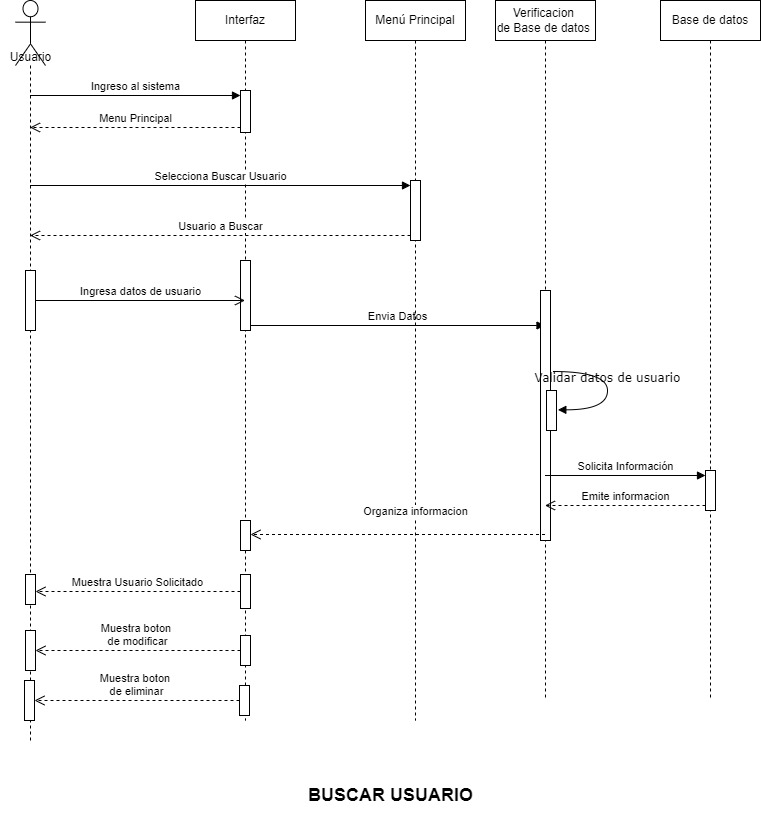 Interfaz
Menú Principal
Verificacion
de Base de datos
Base de datos
Usuario
Ingreso al sistema
Menu Principal
Selecciona Buscar Usuario
Usuario a Buscar
Ingresa datos de usuario
Envia Datos
Validar datos de usuario
Solicita Información
Emite informacion
Organiza informacion
Muestra Usuario Solicitado
Muestra boton
de modificar
Muestra boton
de eliminar
BUSCAR USUARIO